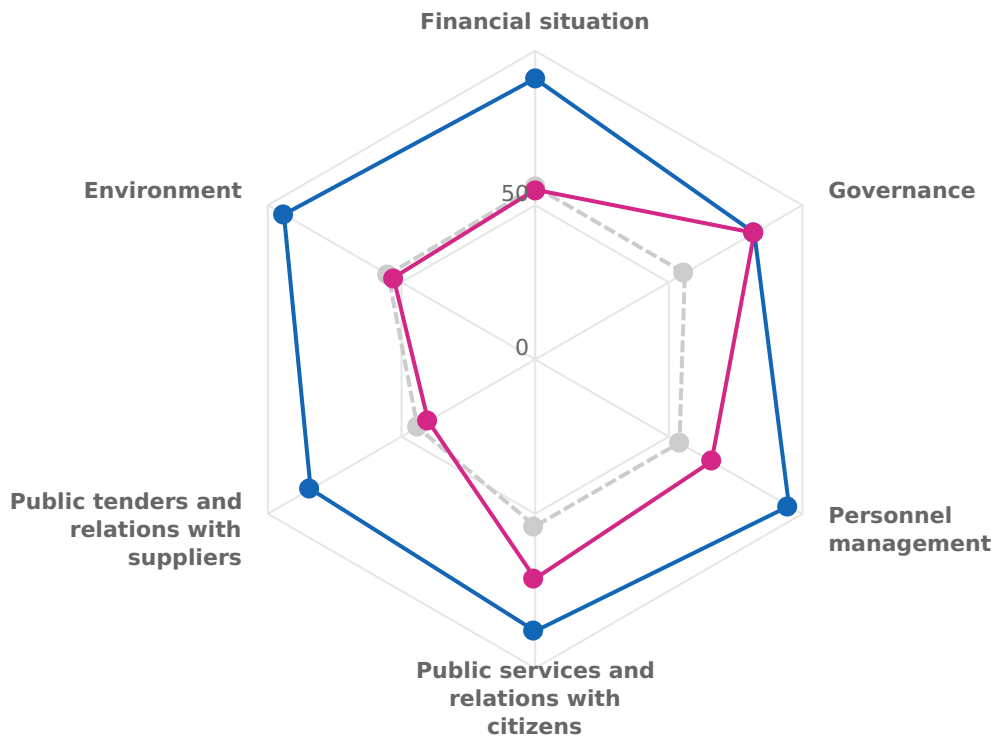 Financial situation
Environment
50
Governance
0
Public tenders and
relations with
suppliers
Personnel
management
Public services and
relations with
citizens